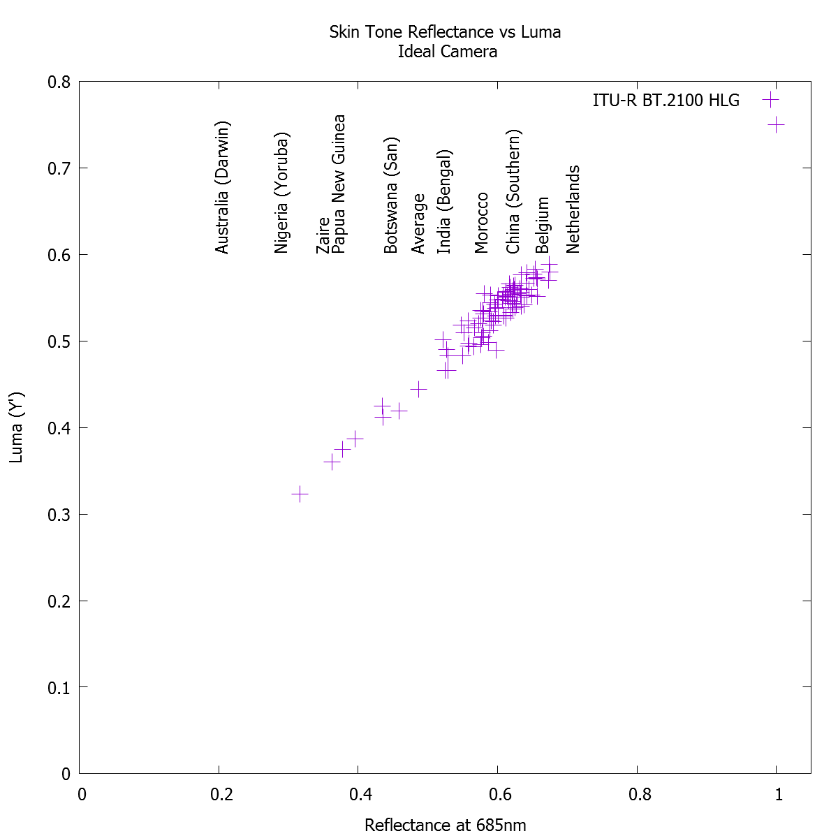 Skin Tone Reflectance vs Luma
Ideal Camera
ITU-R BT.2100 HLG
Australia (Darwin)
Nigeria (Yoruba)
Zaire
Papua New Guinea
Botswana (San)
Average
India (Bengal)
Morocco
China (Southern)
Belgium
Netherlands
Luma (Y')
0.8
0.7
0.6
0.5
0.4
0.3
0.2
0.1
0
0 0.2 0.4 0.6 0.8 1
Reflectance at 685nm